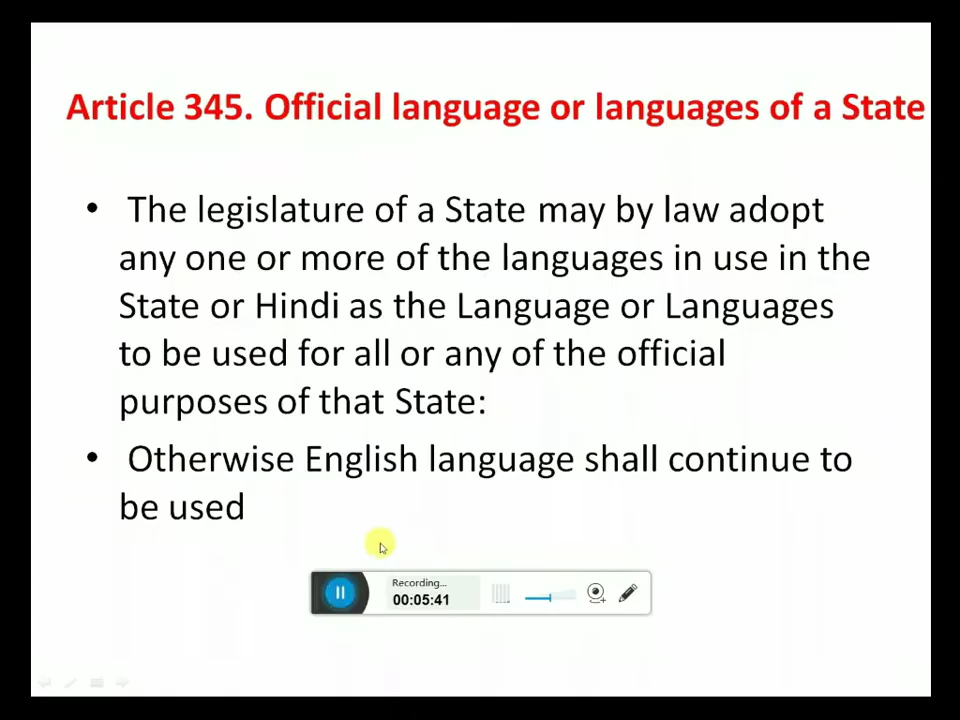 Article 345. Official language or languages of a State
• The legislature of a State may by law adopt
any one or more of the languages in use in the
State or Hindi as the Language or Languages
to be used for all or any of the official
purposes of that State:
• Otherwise English language shall continue to
be used
Recording...
00:05:41